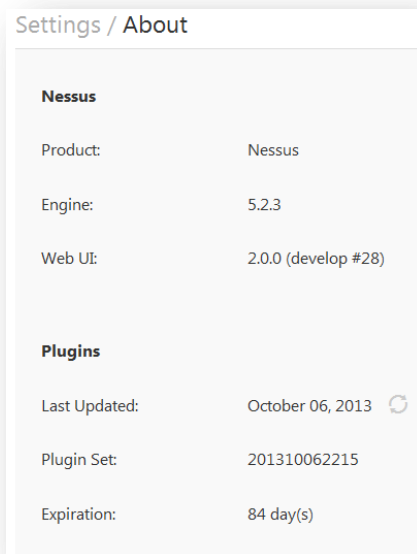 Settings / About
Nessus
Product: Nessus
Engine: 5.2.3
Web UI: 2.0.0 (develop #28)
Plugins
Last Updated: October 06, 2013
Plugin Set: 201310062215
Expiration: 84 day(s)